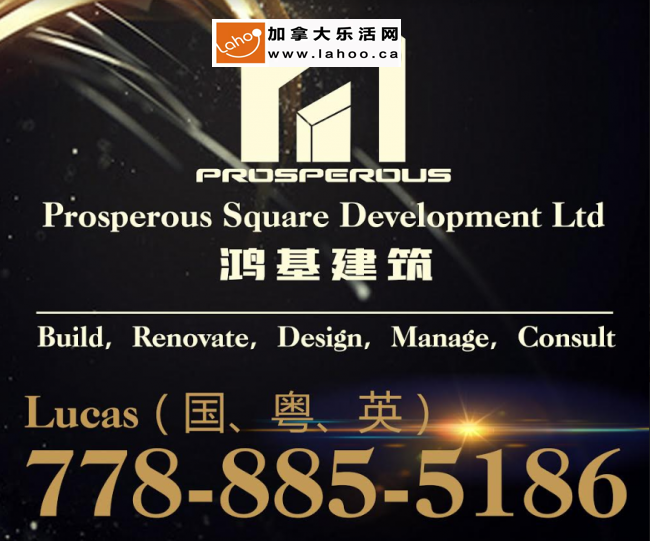 Lahoo
加拿大乐活网
www.lahoo.ca
PROSPEROUS
Prosperous Square Development Ltd
鸿基建筑
Build, Renovate, Design, Manage, Consult
Lucas (国、粤、英)
778-885-5186